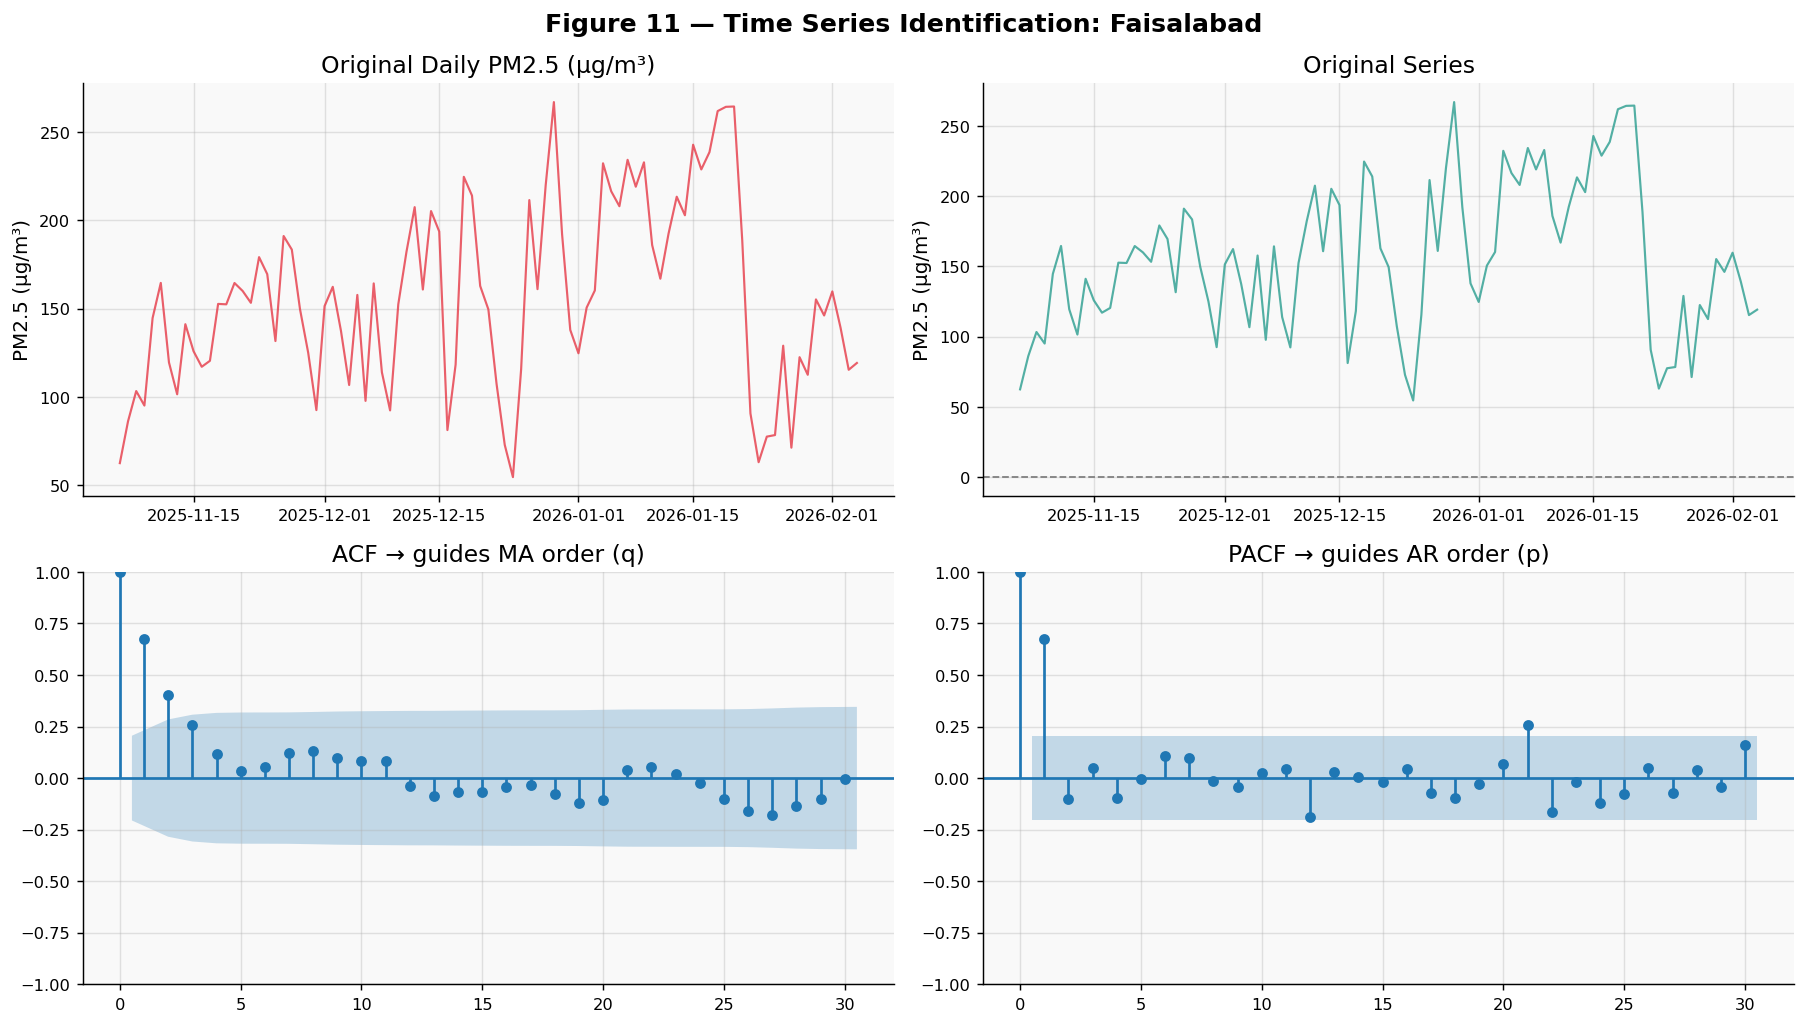 Figure 11 — Time Series Identification: Faisalabad
Original Daily PM2.5 (µg/m³)
PM2.5 (µg/m³)
250
200
150
100
50
2025-11-15 2025-12-01 2025-12-15 2026-01-01 2026-01-15 2026-02-01
Original Series
PM2.5 (µg/m³)
250
200
150
100
50
0
2025-11-15 2025-12-01 2025-12-15 2026-01-01 2026-01-15 2026-02-01
ACF → guides MA order (q)
1.00
0.75
0.50
0.25
0.00
−0.25
−0.50
−0.75
−1.00
0 5 10 15 20 25 30
PACF → guides AR order (p)
1.00
0.75
0.50
0.25
0.00
−0.25
−0.50
−0.75
−1.00
0 5 10 15 20 25 30